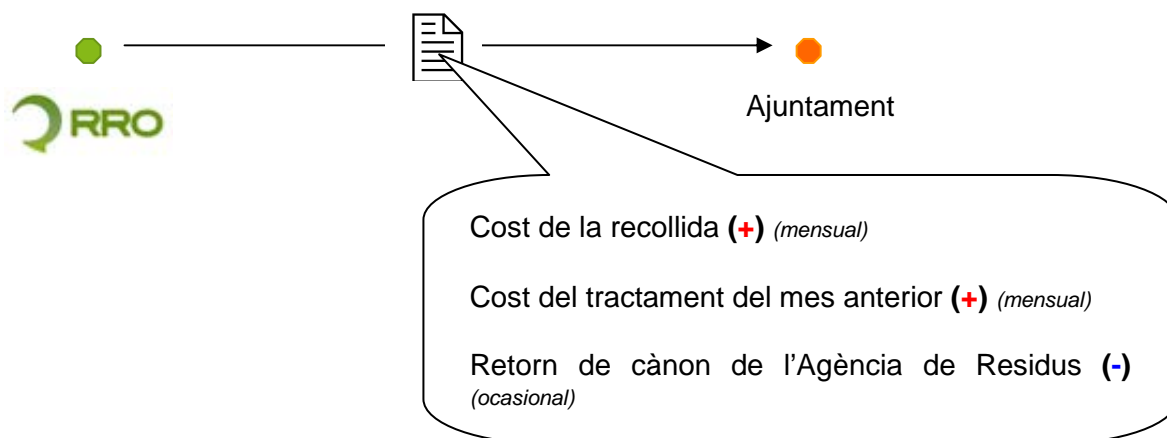 RRO
Ajuntament
Cost de la recollida (+) (mensual)
Cost del tractament del mes anterior (+) (mensual)
Retorn de cànon de l’Agència de Residus (-)
(ocasional)